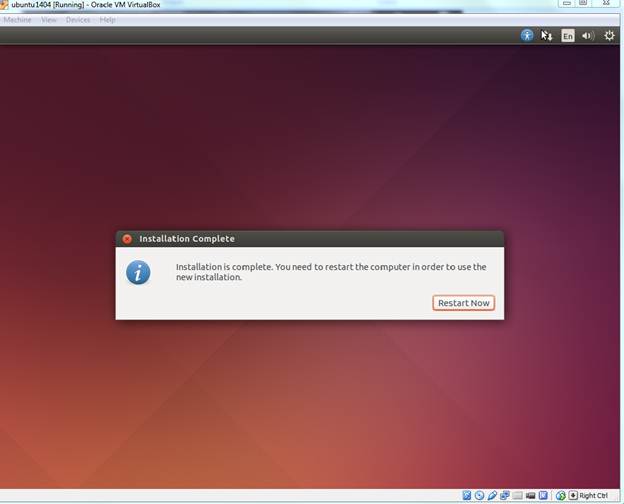 ubuntu1404 [Running] - Oracle VM VirtualBox
Machine View Devices Help
En
Installation Complete
Installation is complete. You need to restart the computer in order to use the
new installation.
Restart Now
Right Ctrl